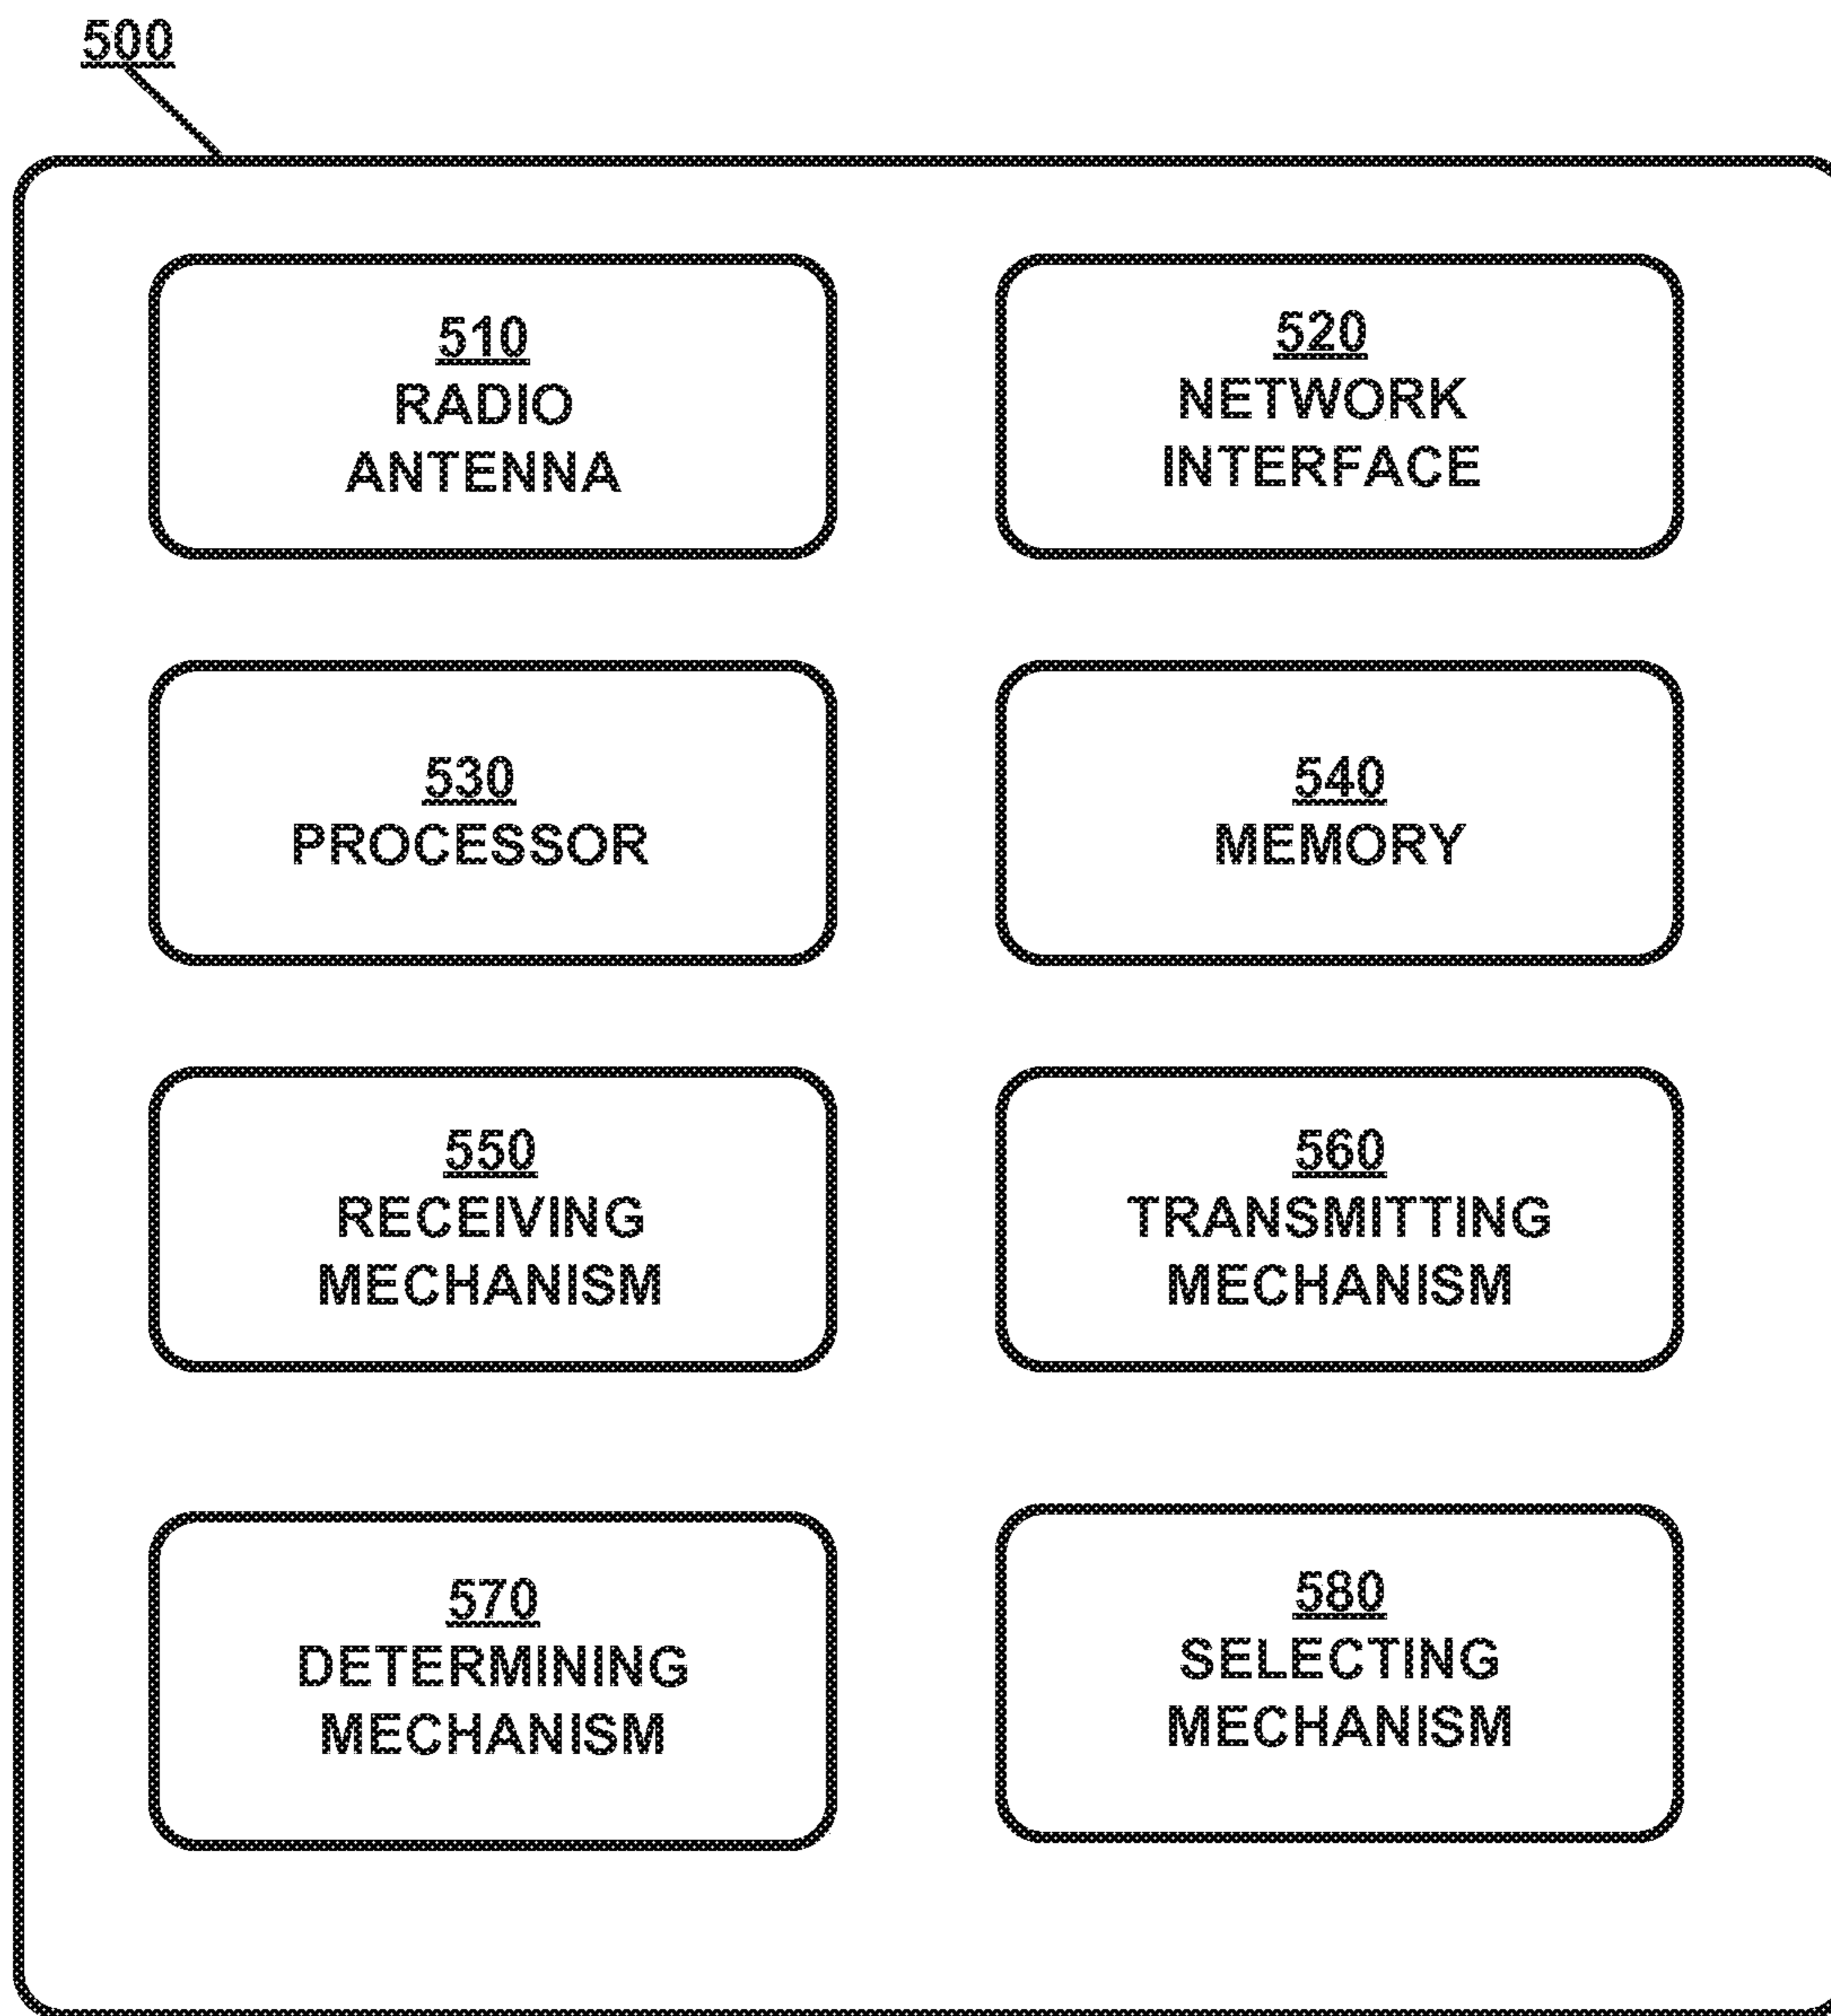 500
510
RADIO
ANTENNA
520
NETWORK
INTERFACE
530
PROCESSOR
540
MEMORY
550
RECEIVING
MECHANISM
560
TRANSMITTING
MECHANISM
570
DETERMINING
MECHANISM
580
SELECTING
MECHANISM